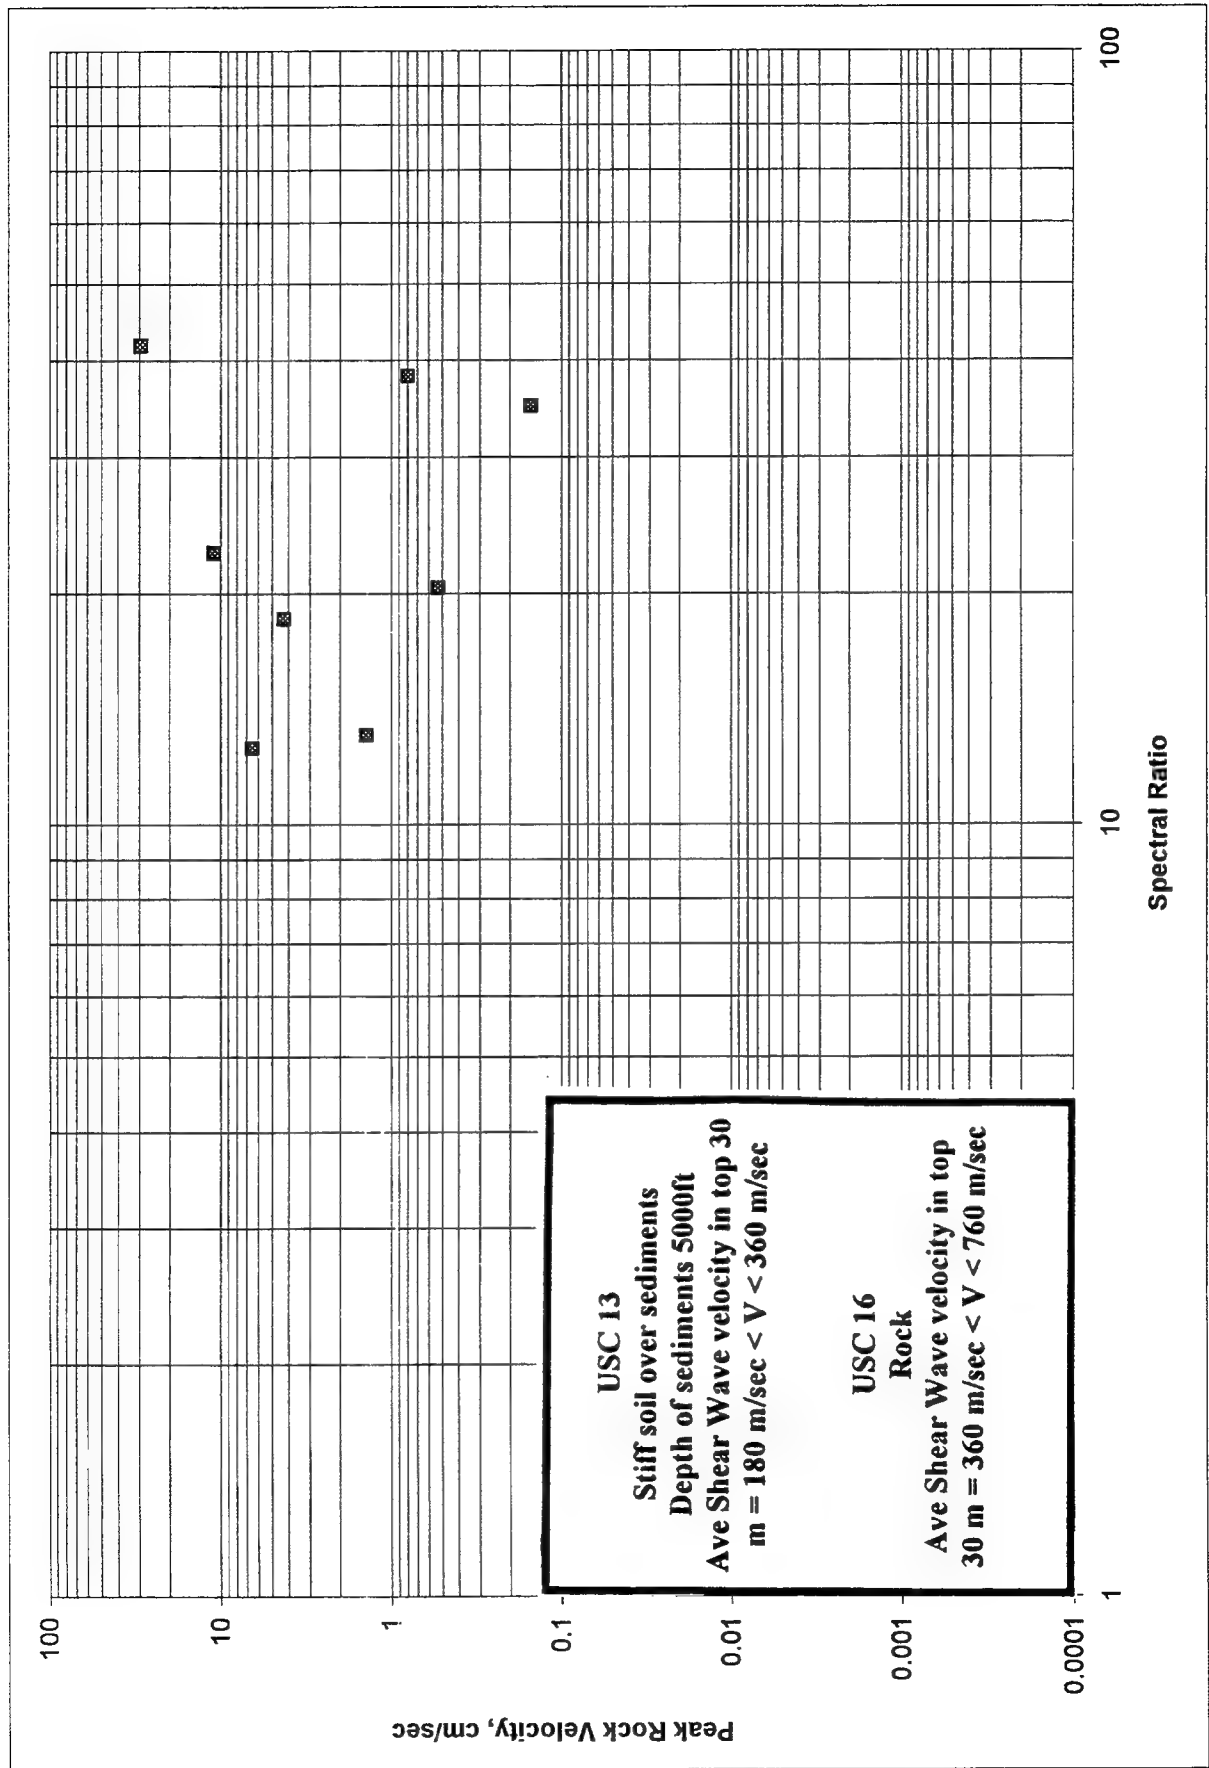 Peak Rock Velocity, cm/sec
100
10
1
0.1
0.01
0.001
0.0001
USC 13
Stiff soil over sediments
Depth of sediments 5000ft
Ave Shear Wave velocity in top 30
m = 180 m/sec < V < 360 m/sec
USC 16
Rock
Ave Shear Wave velocity in top
30 m = 360 m/sec < V < 760 m/sec
1
10
100
Spectral Ratio